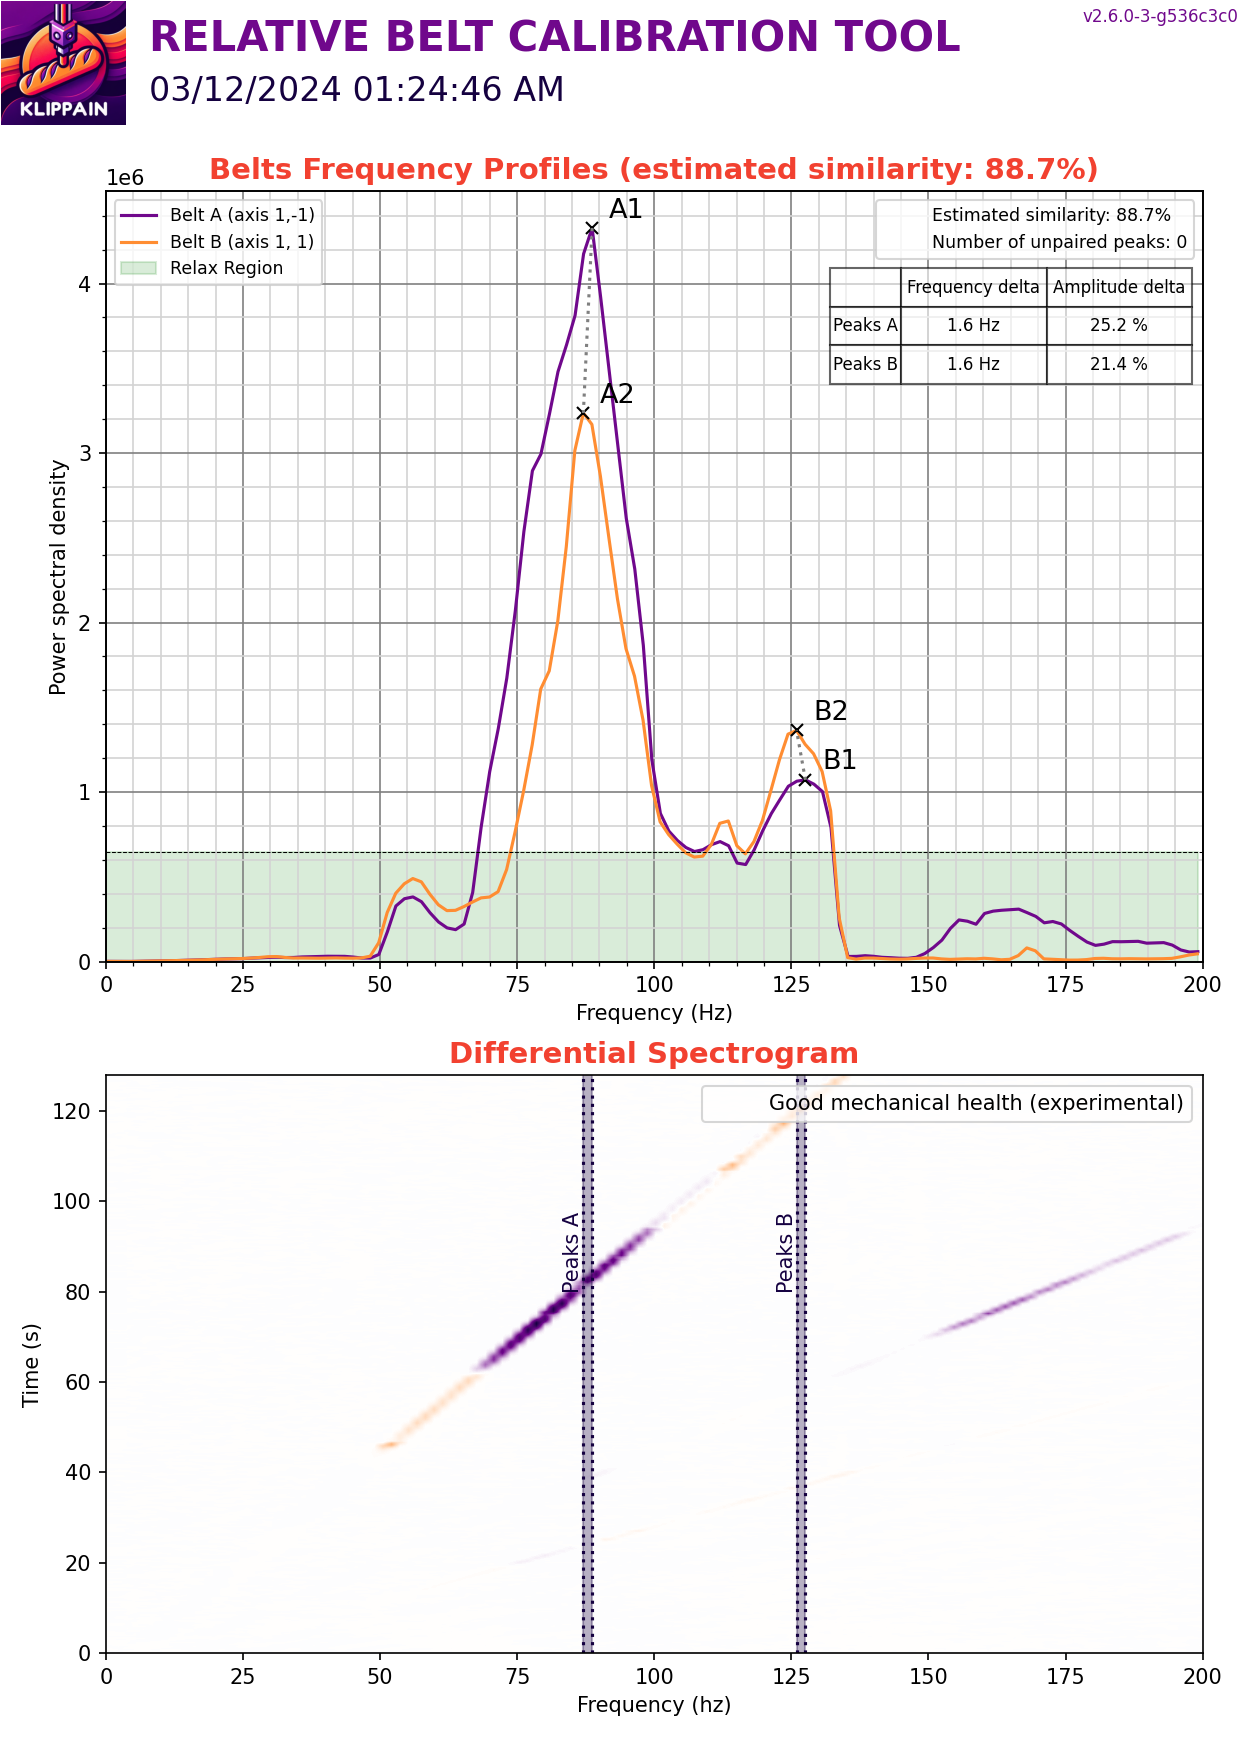 v2.6.0-3-g536c3c0
RELATIVE BELT CALIBRATION TOOL
03/12/2024 01:24:46 AM
KLIPPAIN
Belts Frequency Profiles (estimated similarity: 88.7%)
1e6
Belt A (axis 1,-1)
Belt B (axis 1, 1)
Relax Region
A1
Estimated similarity: 88.7%
Number of unpaired peaks: 0
Frequency delta Amplitude delta
Peaks A 1.6 Hz 25.2 %
Peaks B 1.6 Hz 21.4 %
A2
B2
B1
Power spectral density
4
3
2
1
0
0 25 50 75 100 125 150 175 200
Frequency (Hz)
Differential Spectrogram
Good mechanical health (experimental)
Peaks A
Peaks B
Time (s)
120
100
80
60
40
20
0
0 25 50 75 100 125 150 175 200
Frequency (hz)